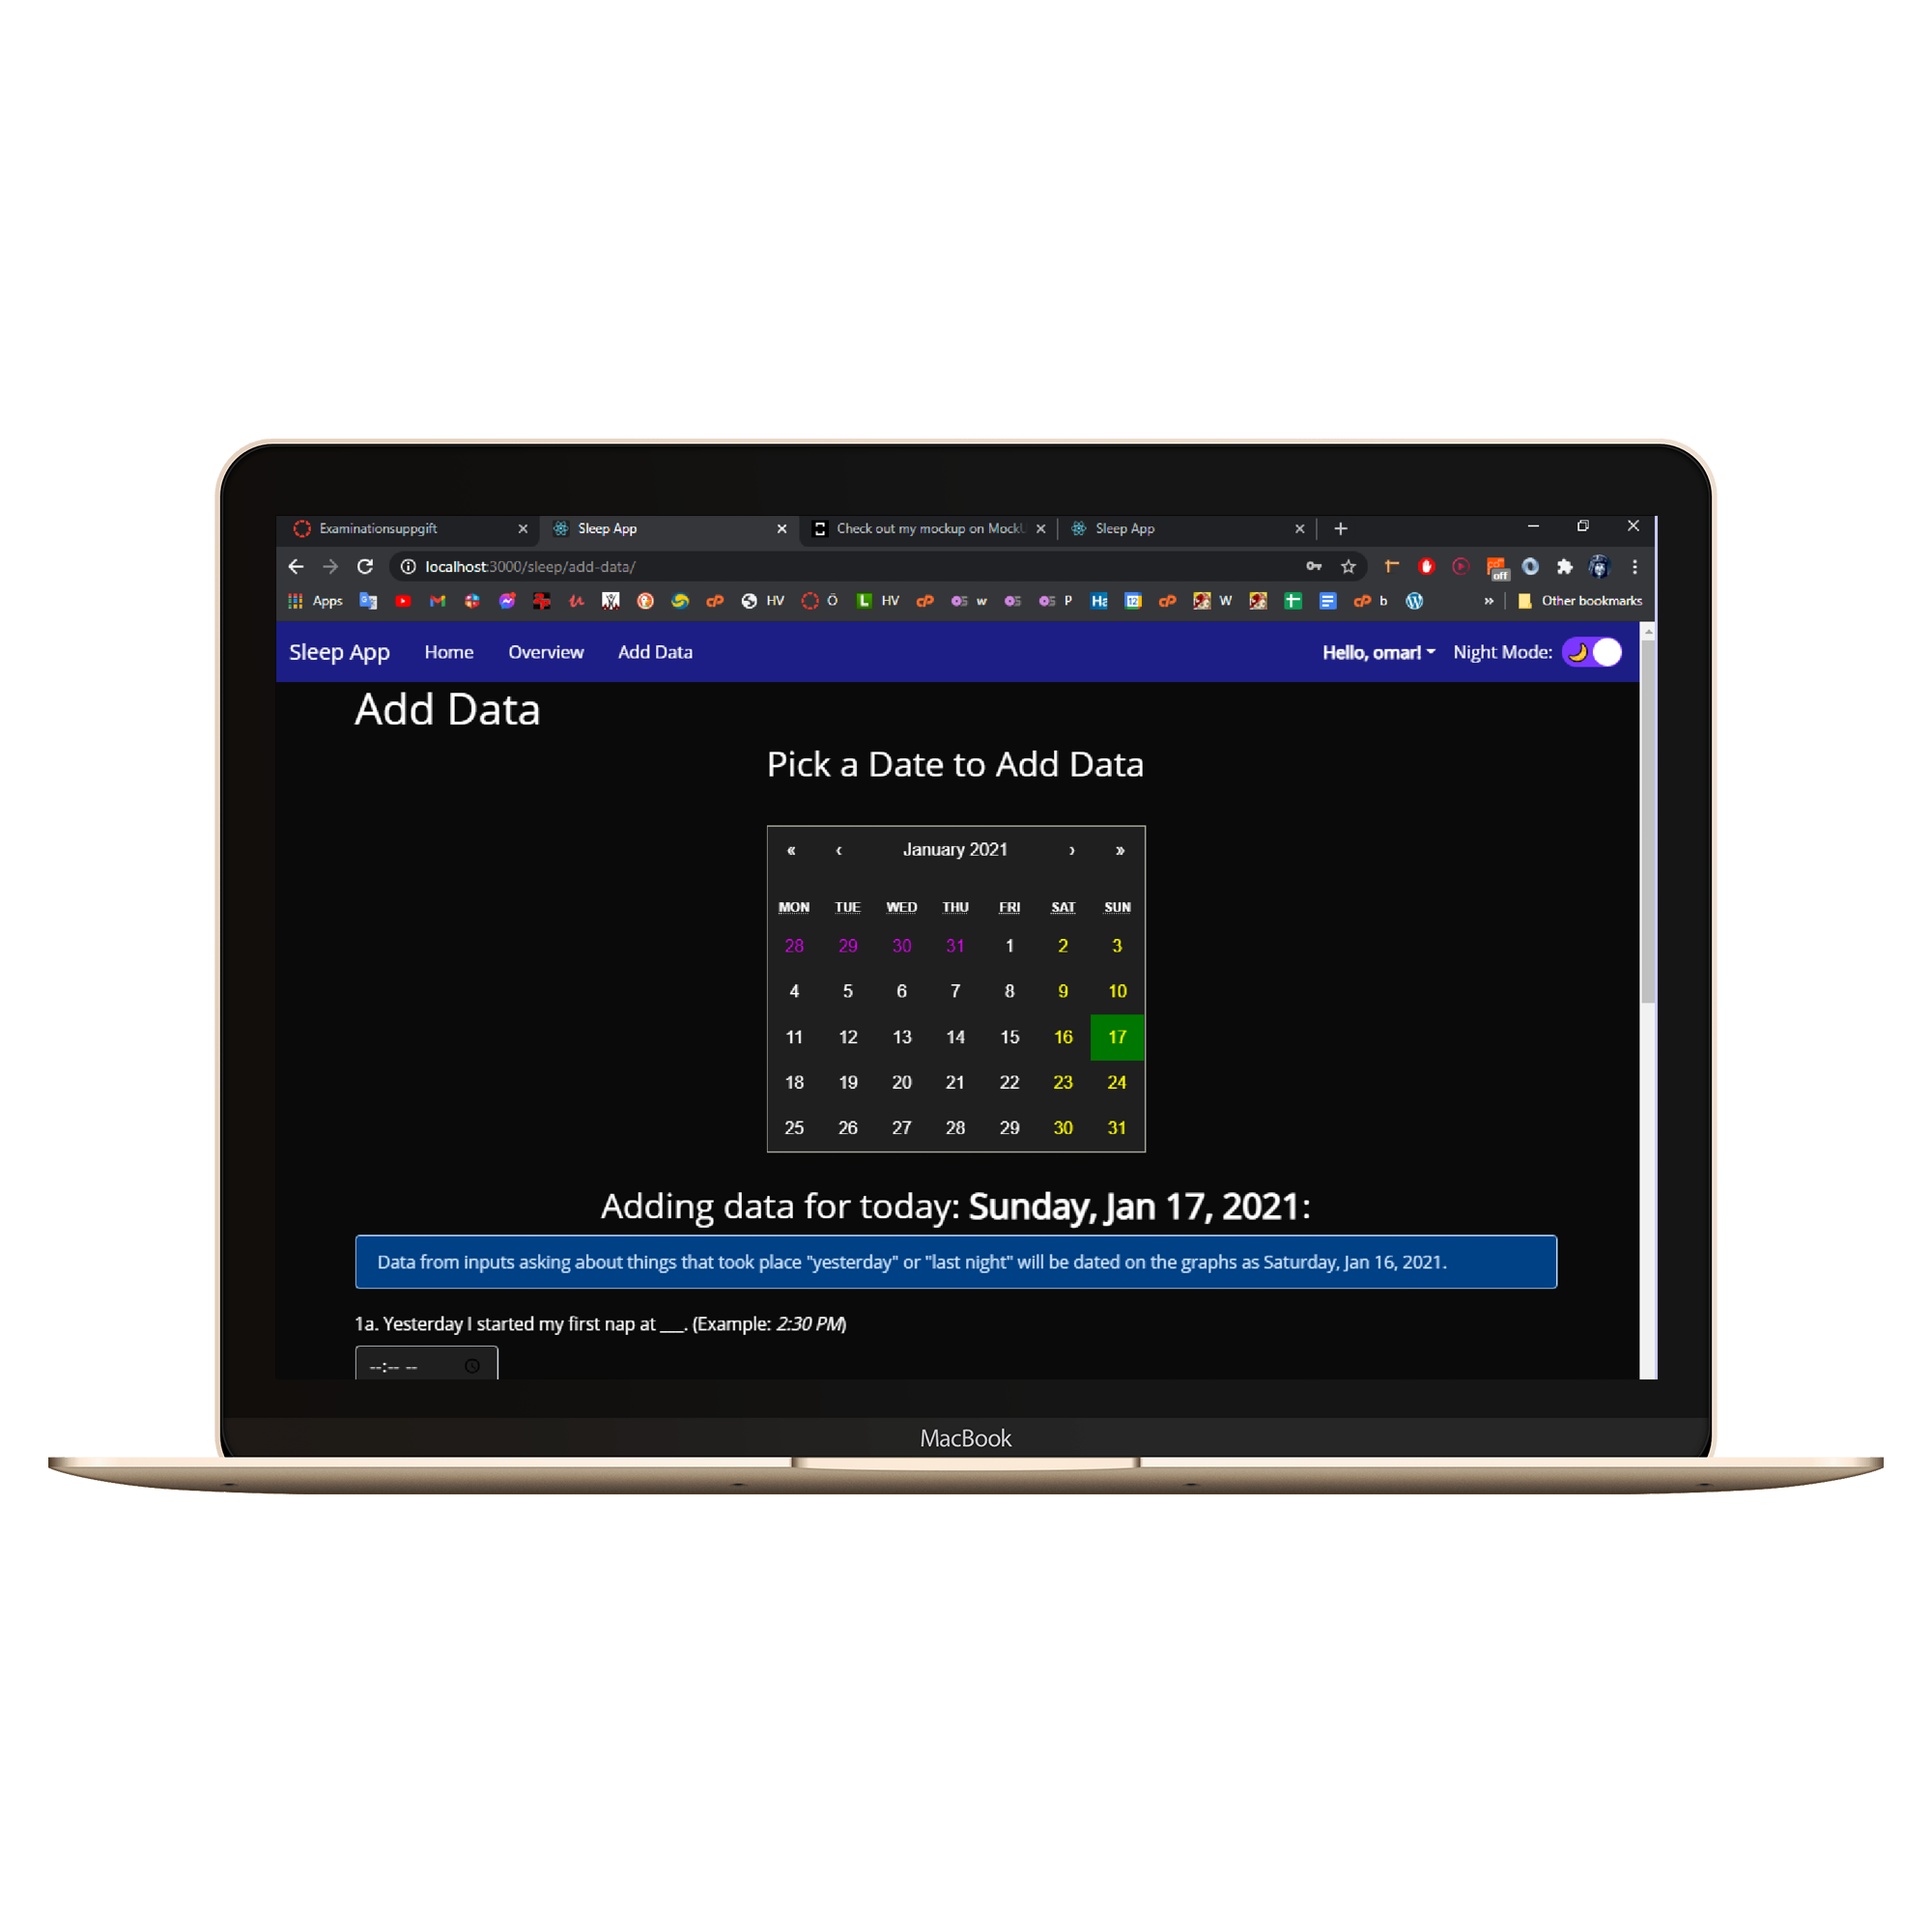 Examinationsuppgift
Sleep App
Check out my mockup on MockU
Sleep App
localhost:3000/sleep/add-data/
off
Apps
HV
Ö
L
HV
w
P
Ha
12
W
b
»
Other bookmarks
Sleep App Home Overview Add Data Hello, omar! Night Mode:
Add Data
Pick a Date to Add Data
« ‹ January 2021 › »
MON TUE WED THU FRI SAT SUN
28 29 30 31 1 2 3
4 5 6 7 8 9 10
11 12 13 14 15 16 17
18 19 20 21 22 23 24
25 26 27 28 29 30 31
Adding data for today: Sunday, Jan 17, 2021:
Data from inputs asking about things that took place "yesterday" or "last night" will be dated on the graphs as Saturday, Jan 16, 2021.
1a. Yesterday I started my first nap at ___. (Example: 2:30 PM)
--:-- --
MacBook